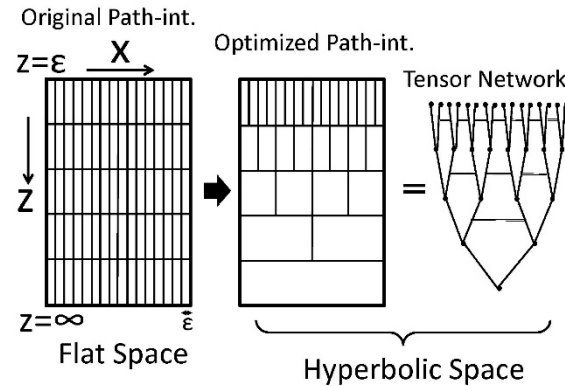 Original Path-int.
z=ε
X
Z
z=∞
ε
Flat Space
Optimized Path-int.
=
Tensor Network
Hyperbolic Space